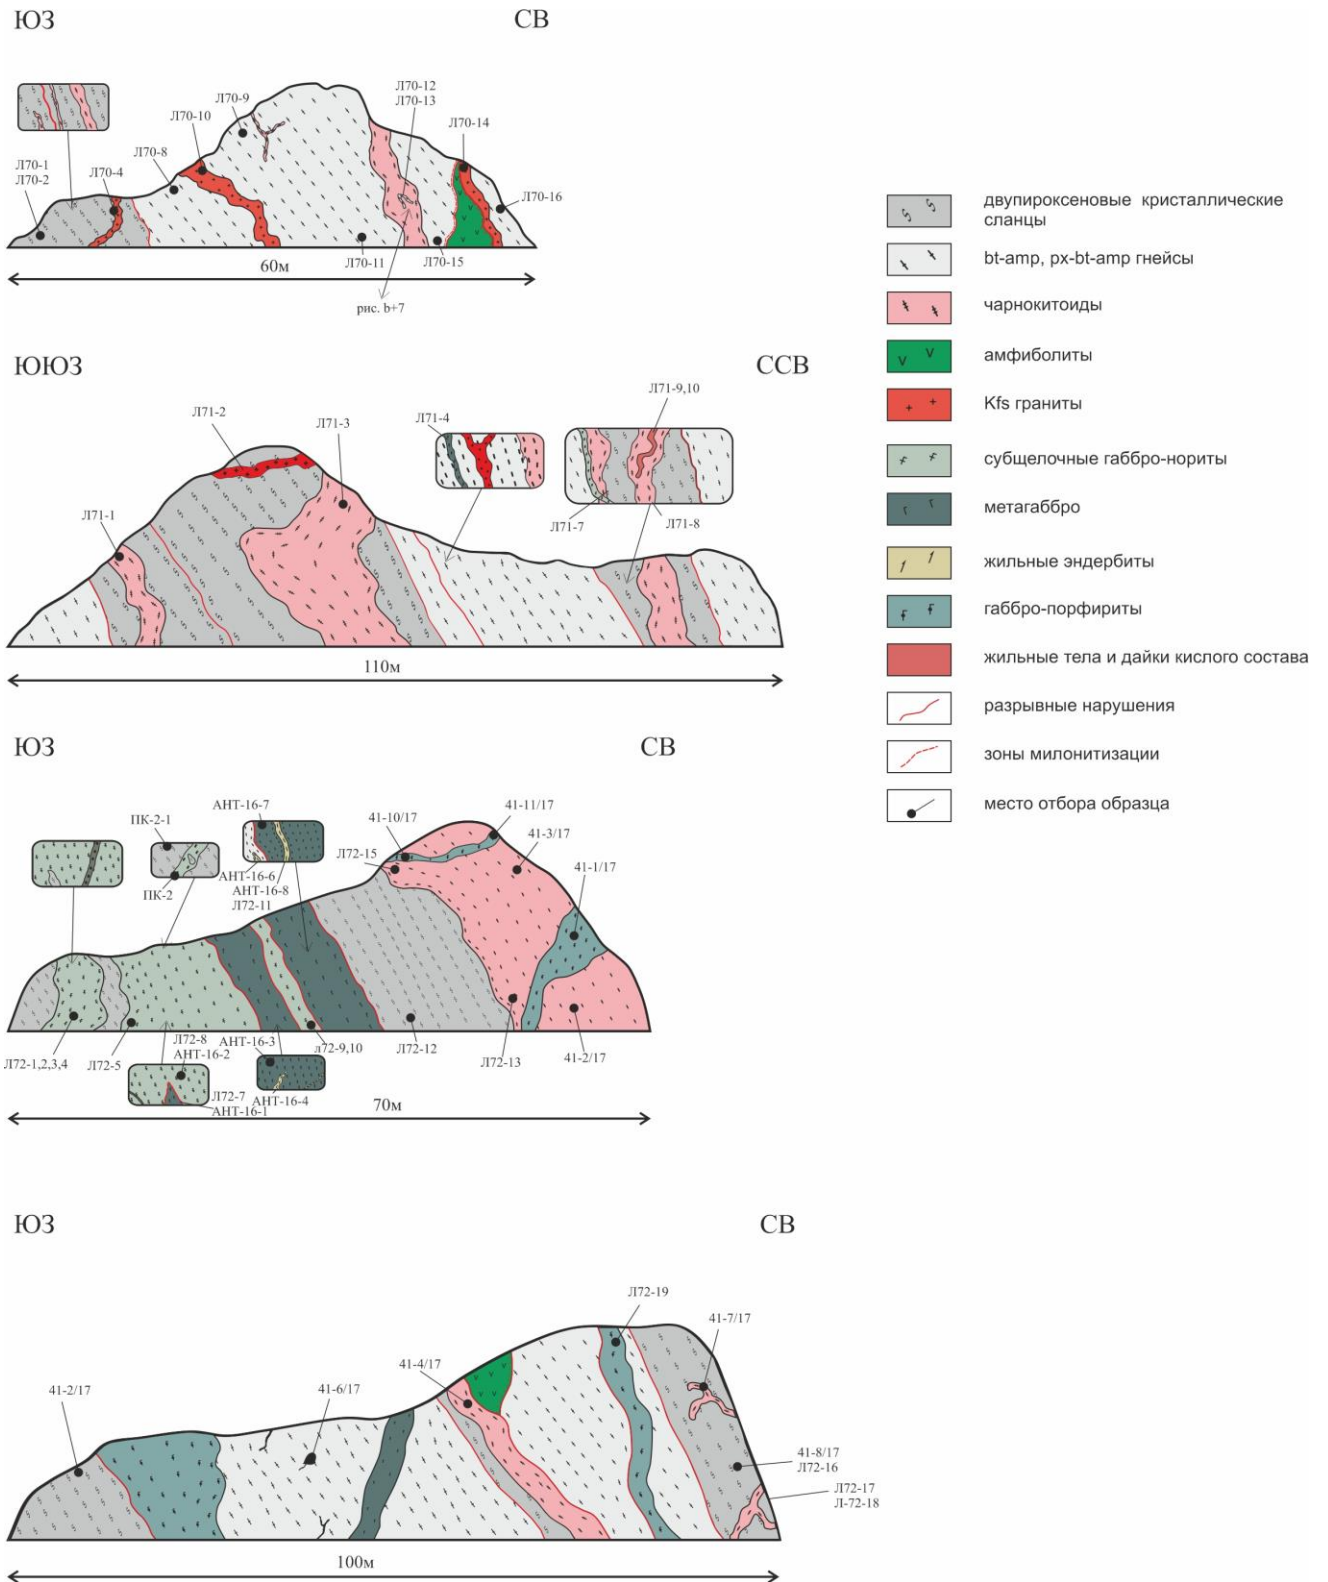 ЮЗ СВ
Л70-12
Л70-13
Л70-9
Л70-10
Л70-14
Л70-8
Л70-1
Л70-2
Л70-4
Л70-16
Л70-11
Л70-15
60м
рис. b+7
ЮЮЗ ССВ
Л71-9,10
Л71-2
Л71-3
Л71-4
Л71-1
Л71-7
Л71-8
110м
ЮЗ СВ
АНТ-16-7
41-11/17
41-10/17
ПК-2-1
41-3/17
Л72-15
41-1/17
АНТ-16-6
ПК-2
АНТ-16-8
Л72-11
Л72-8
АНТ-16-3
л72-9,10
Л72-12
АНТ-16-2
Л72-1,2,3,4
Л72-5
Л72-13
41-2/17
Л72-7
АНТ-16-4
АНТ-16-1
70м
ЮЗ СВ
Л72-19
41-7/17
41-4/17
41-2/17
41-6/17
41-8/17
Л72-16
Л72-17
Л-72-18
100м
двупироксеновые кристаллические
сланцы
bt-amp, px-bt-amp гнейсы
чарнокитоиды
амфиболиты
Kfs граниты
субщелочные габбро-нориты
метагаббро
жильные эндербиты
габбро-порфириты
жильные тела и дайки кислого состава
разрывные нарушения
зоны милонитизации
место отбора образца